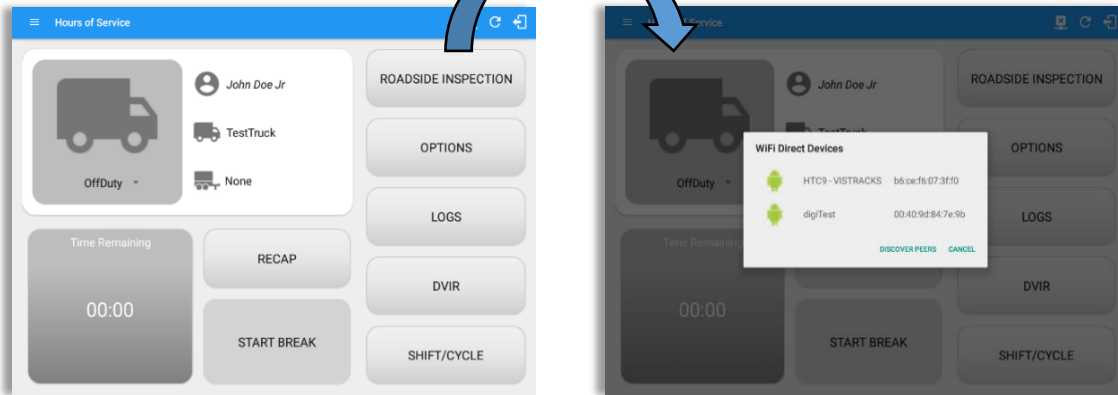 Hours of Service
John Doe Jr
TestTruck
OffDuty
None
Time Remaining
00:00
RECAP
START BREAK
ROADSIDE INSPECTION
OPTIONS
LOGS
DVIR
SHIFT/CYCLE
Hours of Service
John Doe Jr
TestTruck
OffDuty
WiFi Direct Devices
HTC9 - VISTRACKS b6:ce:f6:07:3f:f0
digiTest 00:40:9d:84:7e:9b
DISCOVER PEERS CANCEL
Time Remaining
00:00
START BREAK
ROADSIDE INSPECTION
OPTIONS
LOGS
DVIR
SHIFT/CYCLE